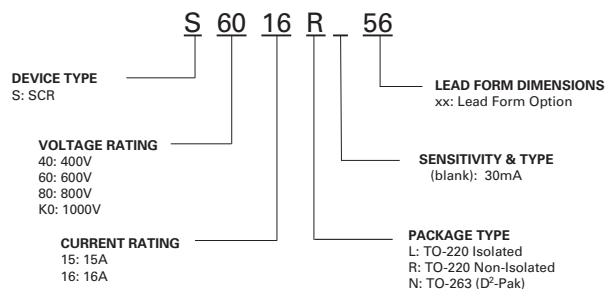 S 60 16 R _ 56
DEVICE TYPE
S: SCR
VOLTAGE RATING
40: 400V
60: 600V
80: 800V
K0: 1000V
CURRENT RATING
15: 15A
16: 16A
LEAD FORM DIMENSIONS
xx: Lead Form Option
SENSITIVITY & TYPE
(blank): 30mA
PACKAGE TYPE
L: TO-220 Isolated
R: TO-220 Non-Isolated
N: TO-263 (D²-Pak)